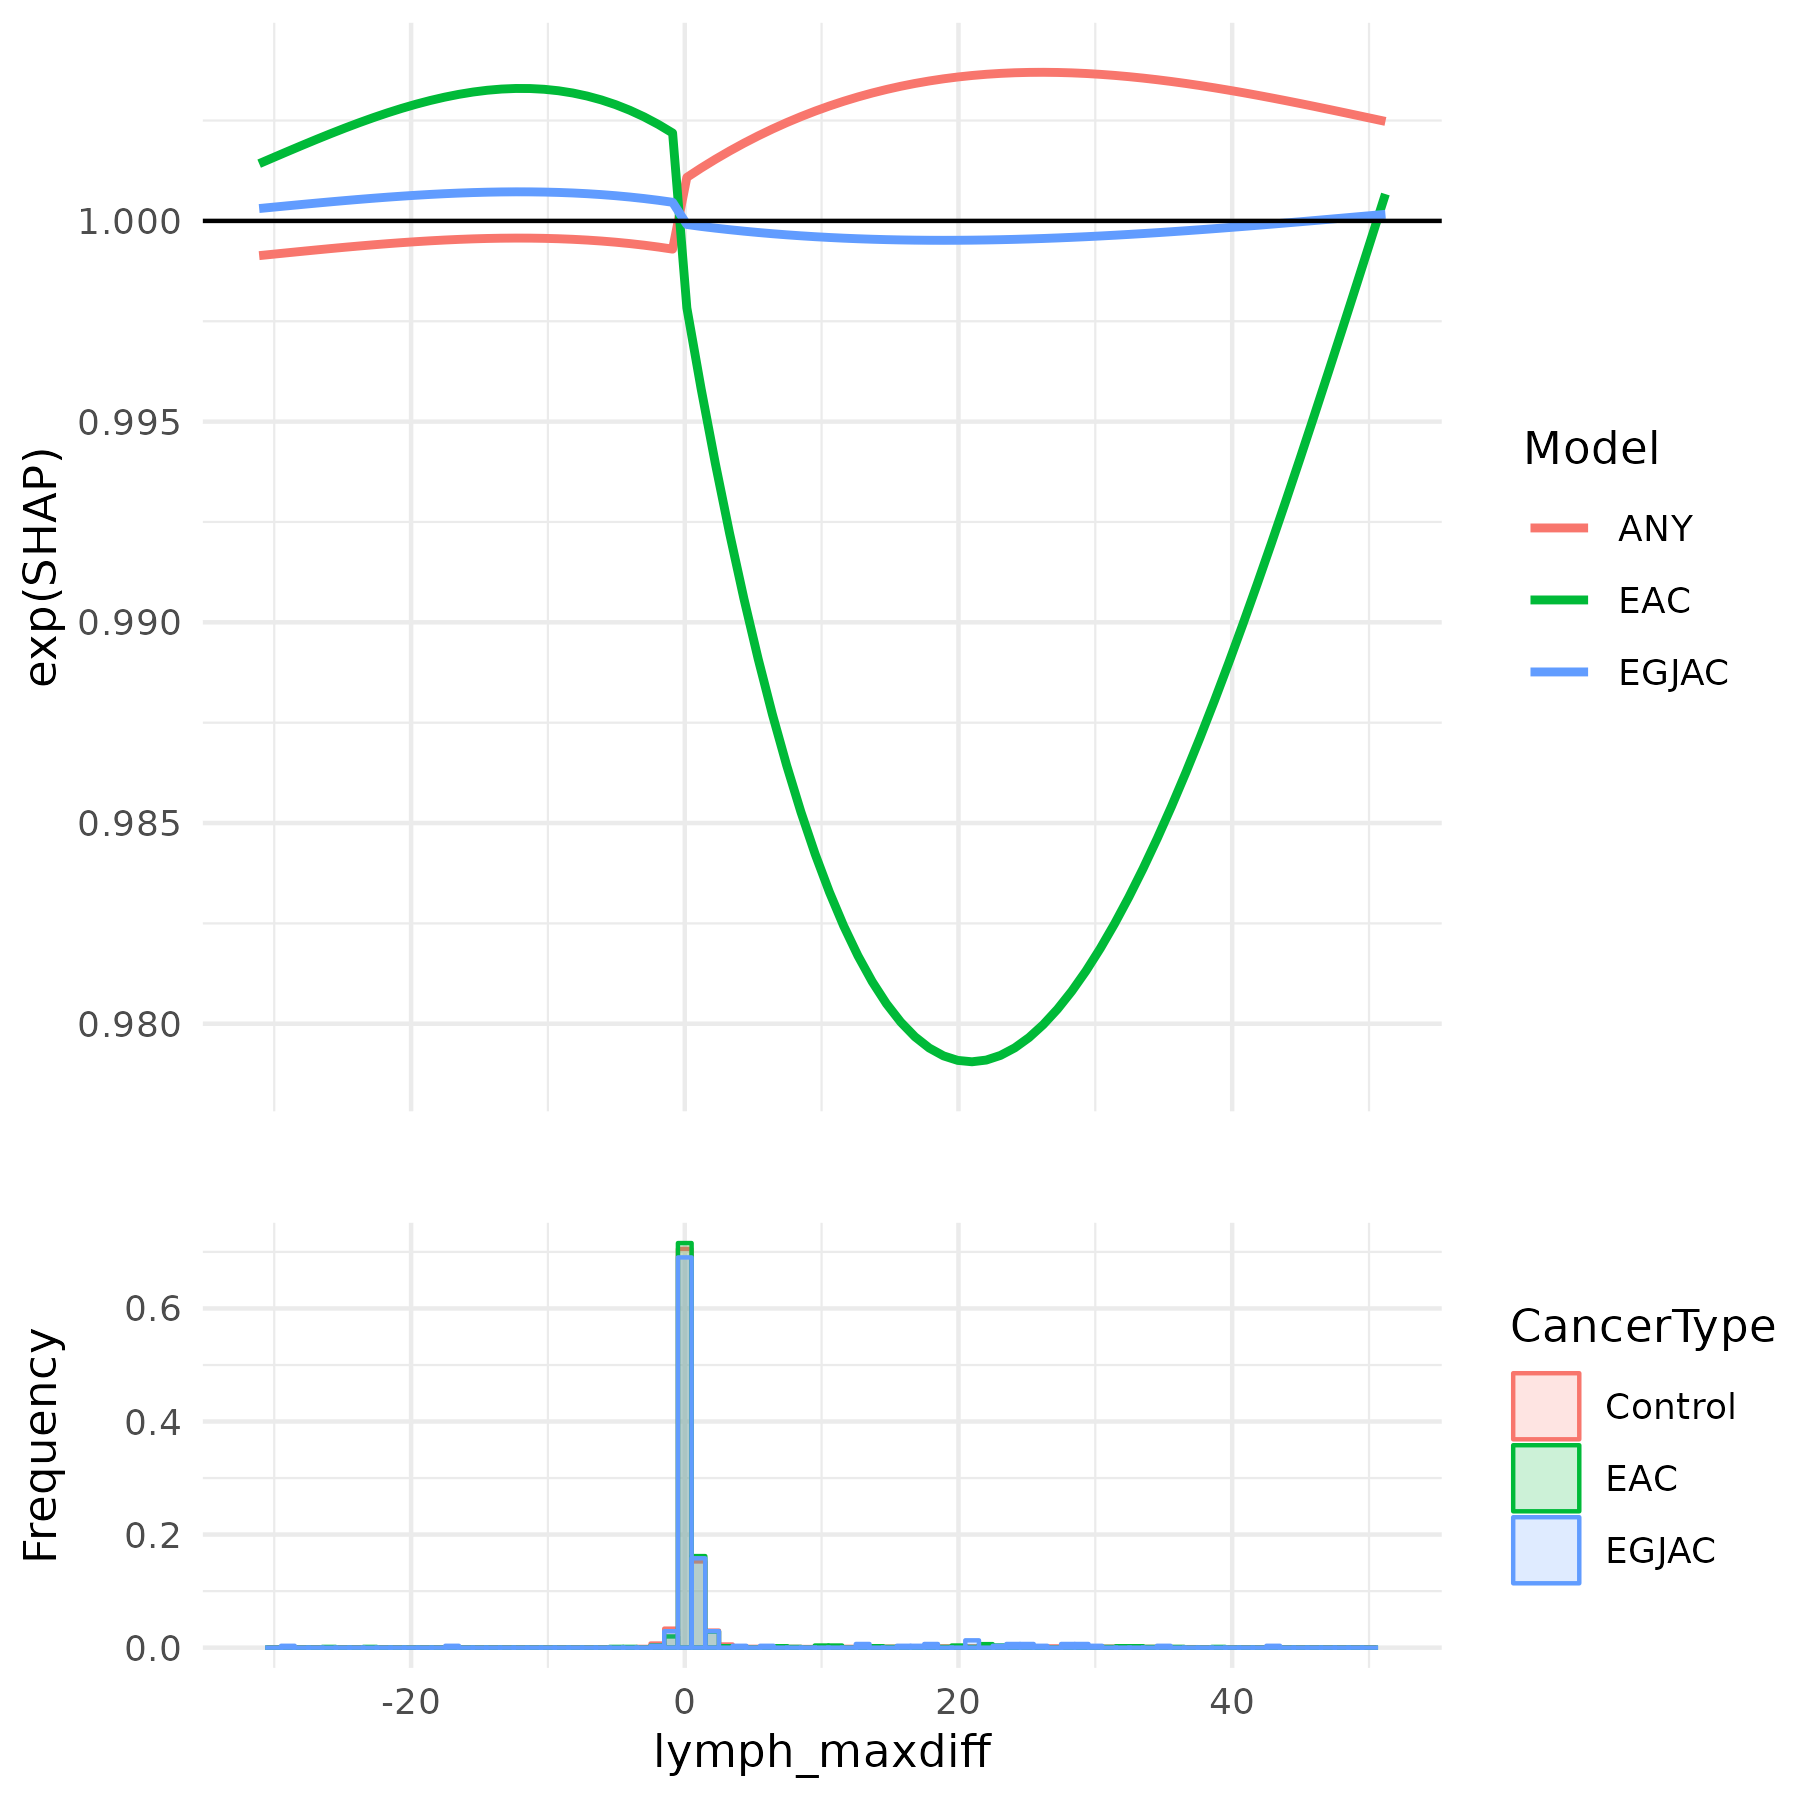 exp(SHAP)
1.000
0.995
0.990
0.985
0.980
Model
ANY
EAC
EGJAC
Frequency
0.6
0.4
0.2
0.0
-20 0 20 40
lymph_maxdiff
CancerType
Control
EAC
EGJAC